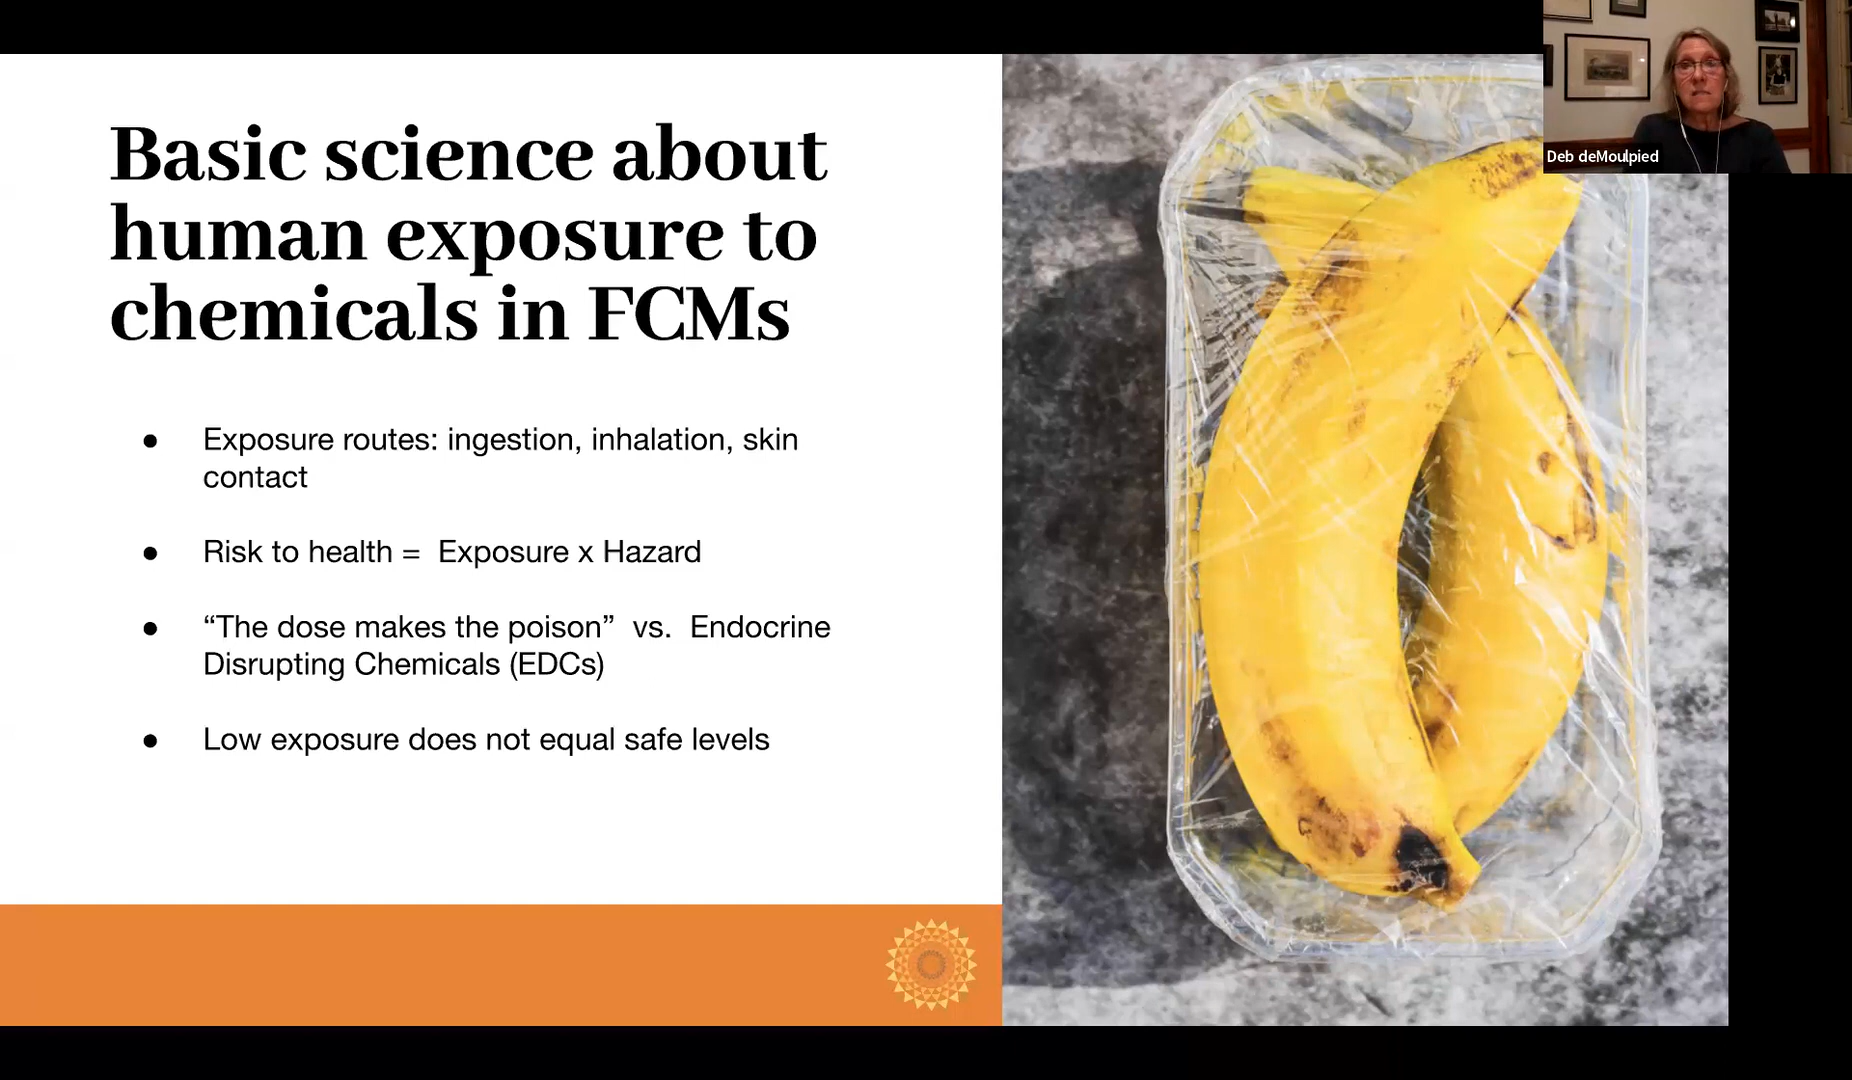 Basic science about
human exposure to
chemicals in FCMs
● Exposure routes: ingestion, inhalation, skin
contact
● Risk to health =  Exposure x Hazard
● “The dose makes the poison”  vs.  Endocrine
Disrupting Chemicals (EDCs)
● Low exposure does not equal safe levels
Deb deMoulpied